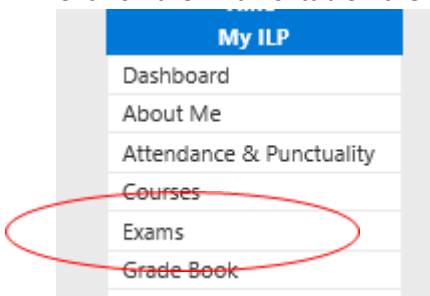 My ILP
Dashboard
About Me
Attendance & Punctuality
Courses
Exams
Grade Book